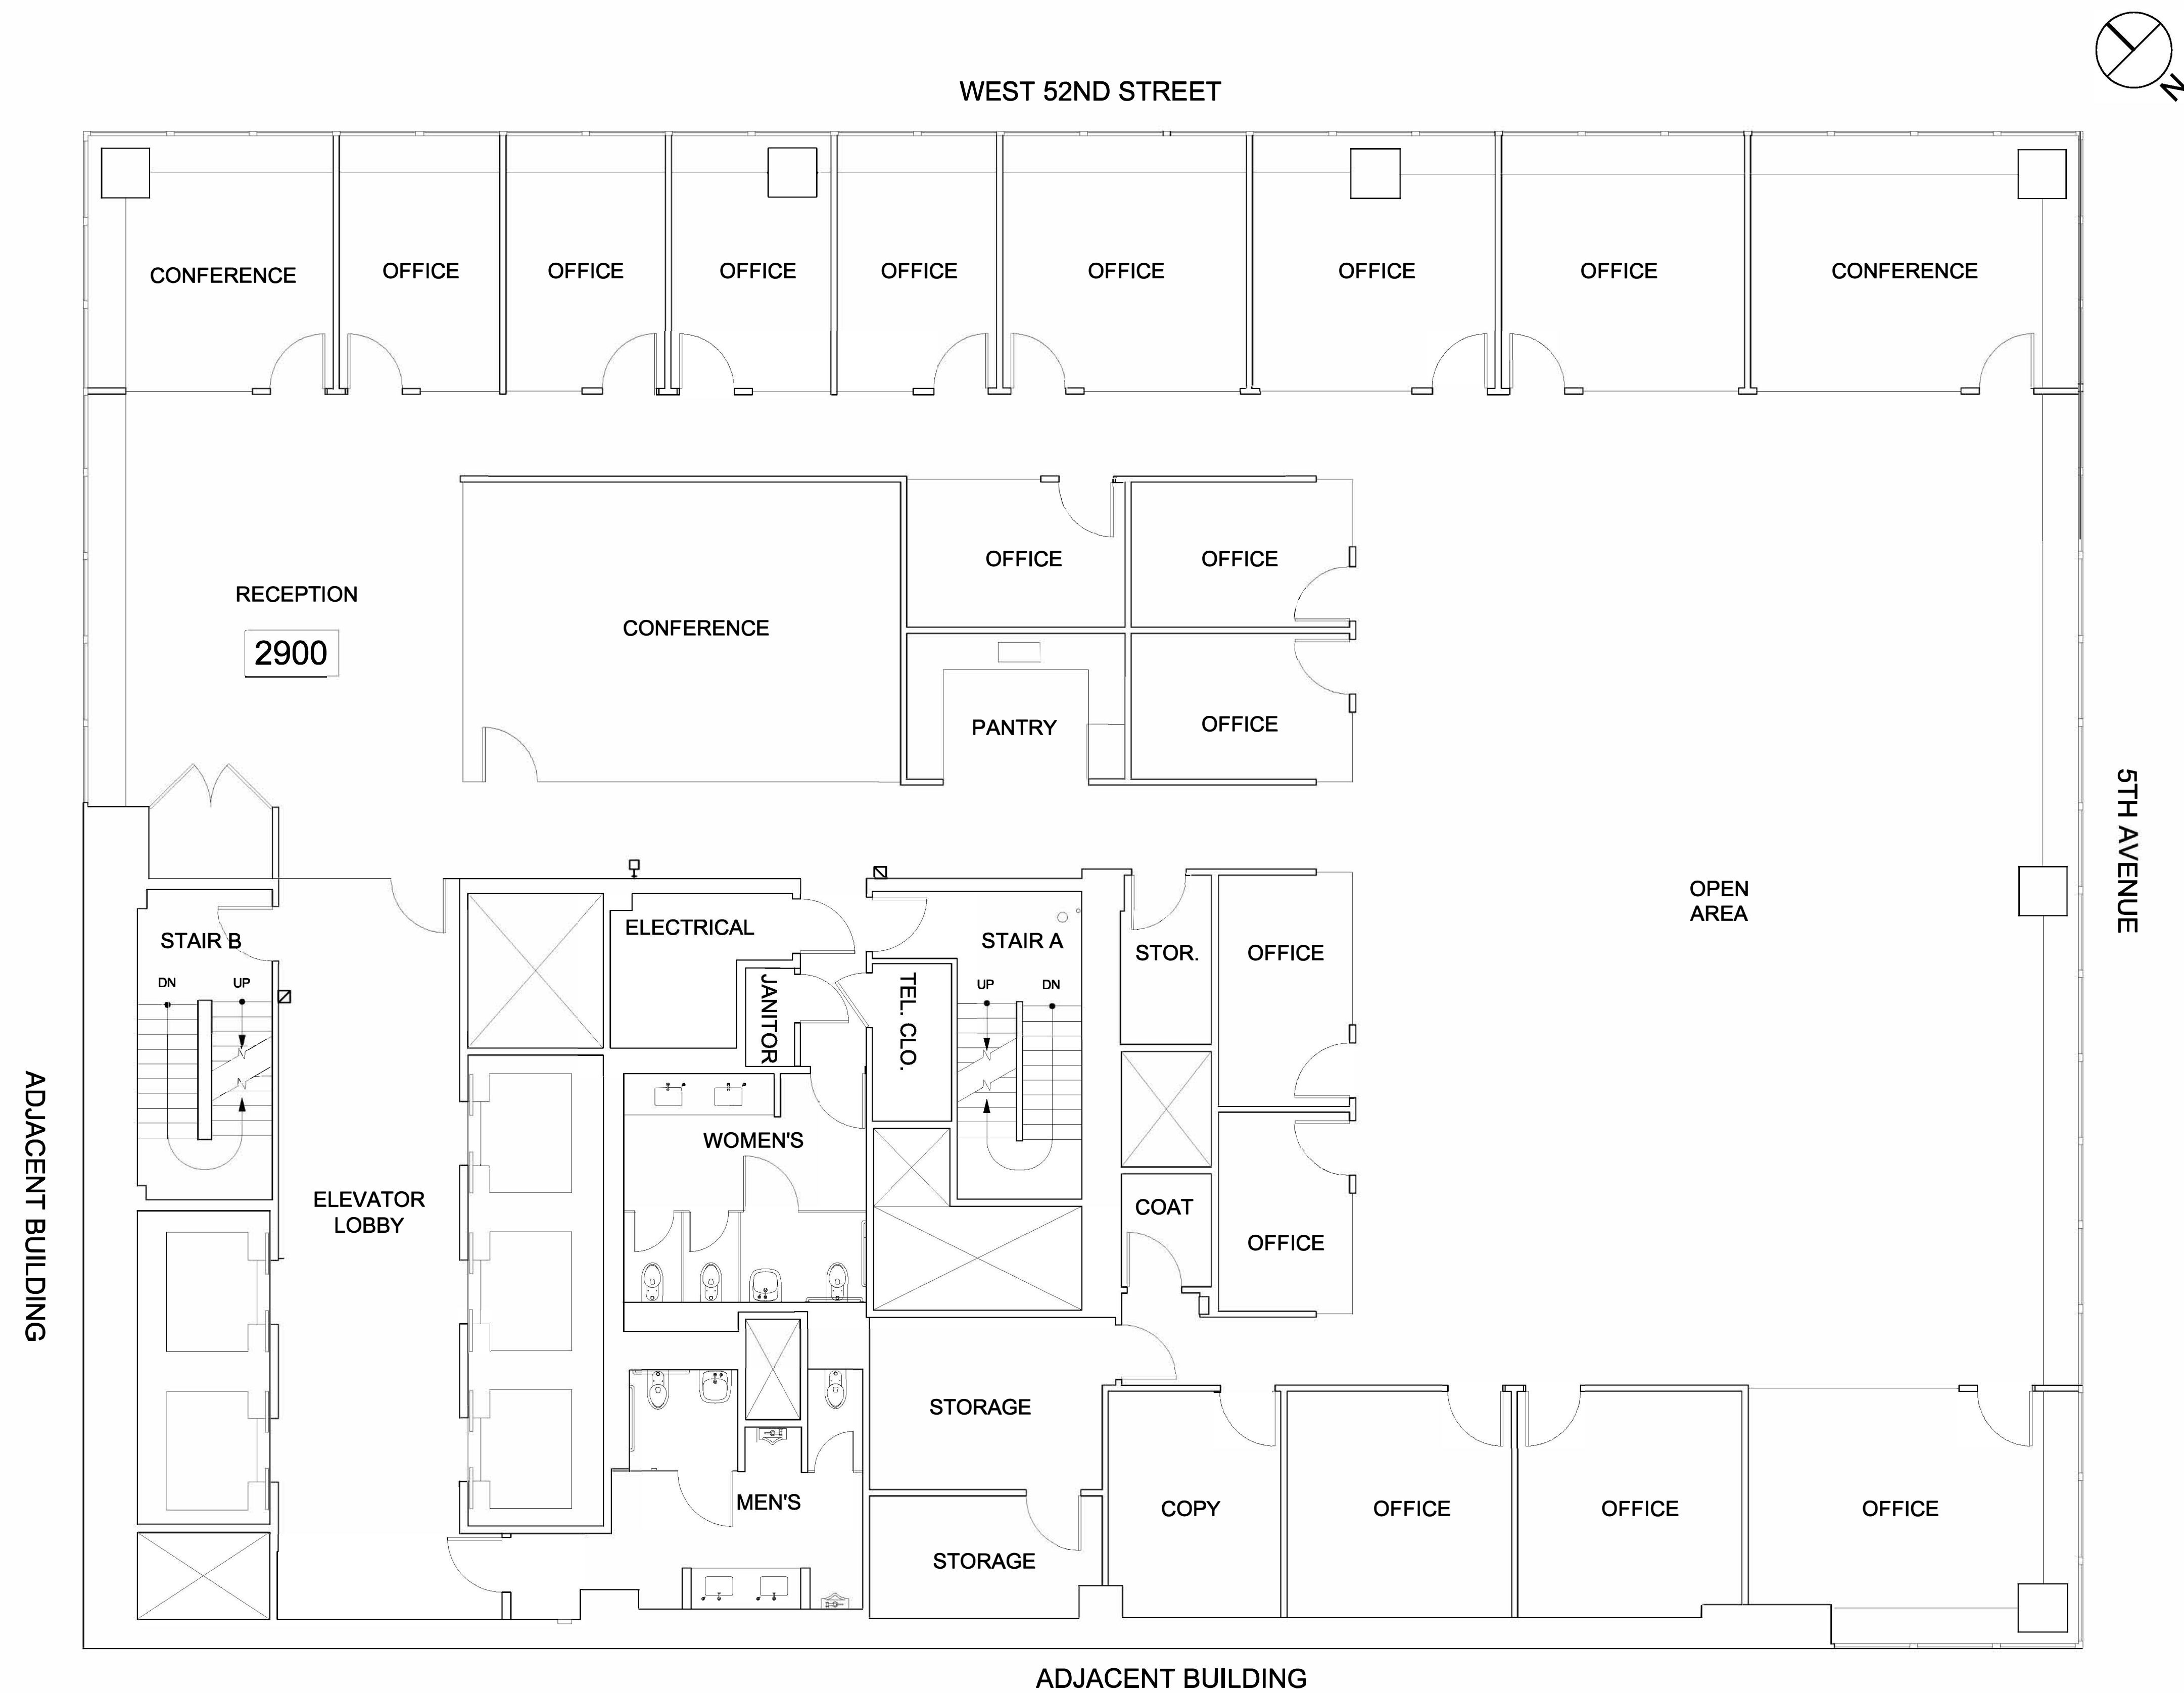 N
WEST 52ND STREET
CONFERENCE
OFFICE
OFFICE
OFFICE
OFFICE
OFFICE
OFFICE
OFFICE
CONFERENCE
OFFICE
OFFICE
RECEPTION
2900
CONFERENCE
PANTRY
OFFICE
5TH AVENUE
OPEN
AREA
ELECTRICAL
STAIR B
DN
UP
STAIR A
UP
DN
STOR.
OFFICE
JANITOR
TEL. CLO.
ADJACENT BUILDING
WOMEN'S
ELEVATOR
LOBBY
COAT
OFFICE
STORAGE
MEN'S
COPY
OFFICE
OFFICE
OFFICE
STORAGE
ADJACENT BUILDING